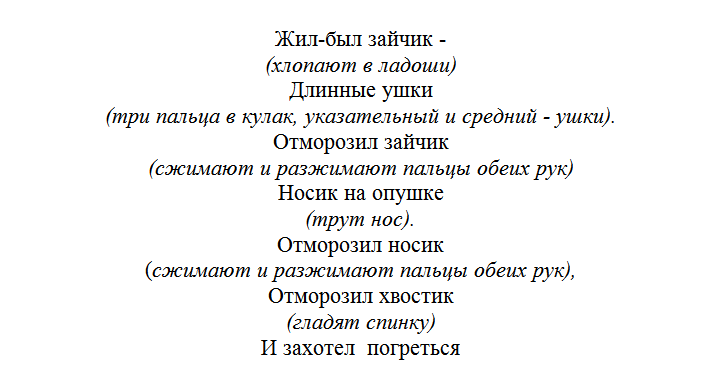 Жил-был зайчик -
(хлопают в ладоши)
Длинные ушки
(три пальца в кулак, указательный и средний - ушки).
Отморозил зайчик
(сжимают и разжимают пальцы обеих рук)
Носик на опушке
(трут нос).
Отморозил носик
(сжимают и разжимают пальцы обеих рук),
Отморозил хвостик
(гладят спинку)
И захотел  погреться